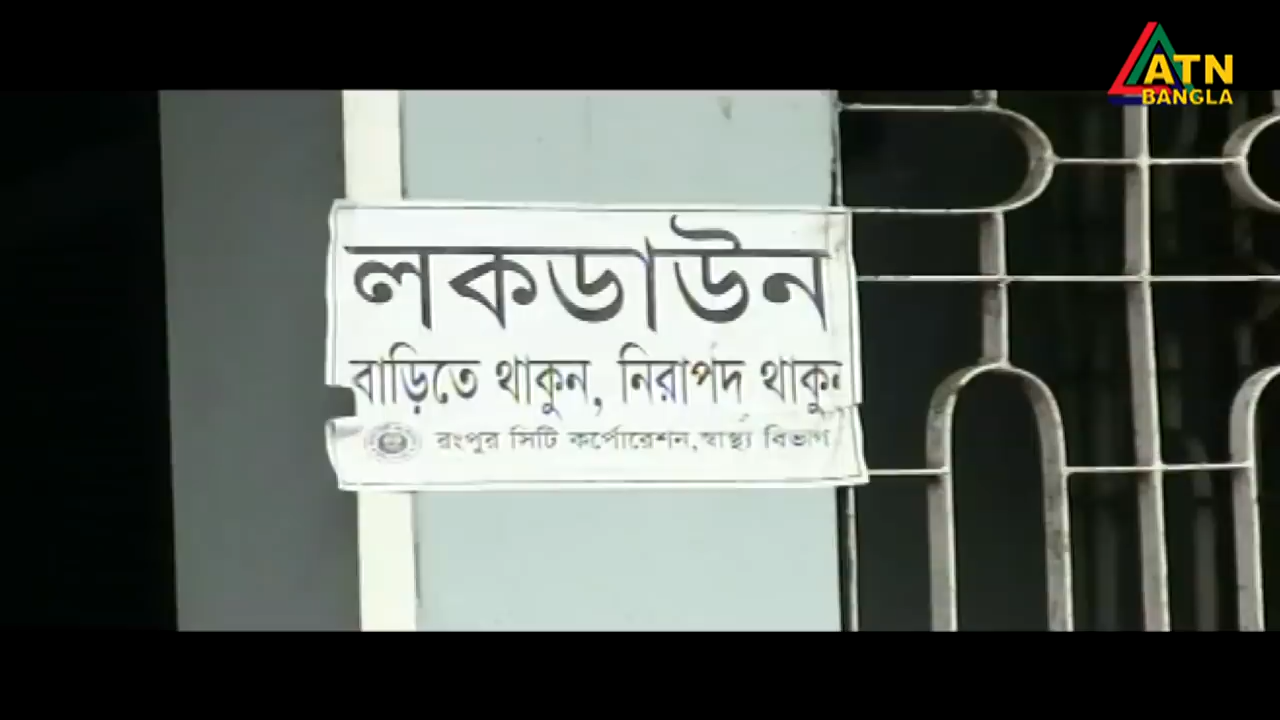 ATN
BANGLA
লকডাউন
বাড়িতে থাকুন, নিরাপদ থাকুন
রংপুর সিটি কর্পোরেশন, স্বাস্থ্য বিভাগ